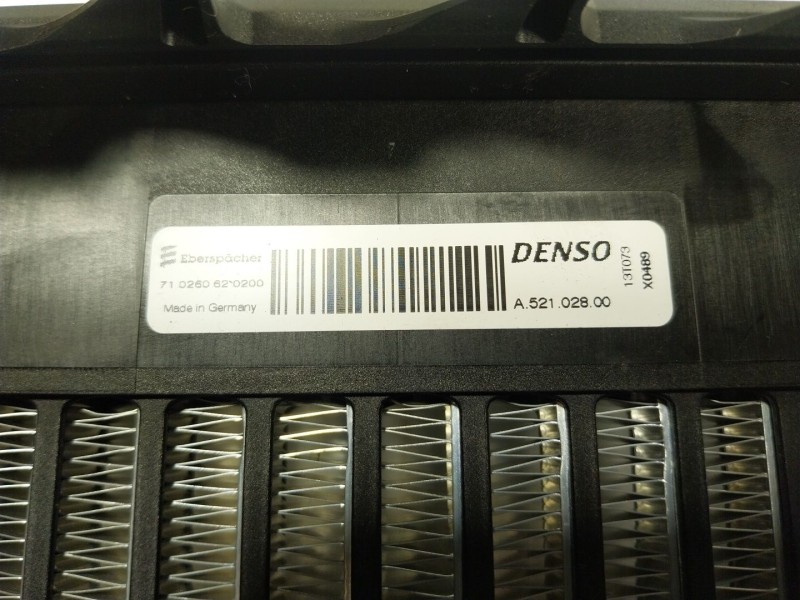 Eberspächer
71 0260 62*0200
Made in Germany
DENSO
A.521.028.00
13T073
X0489